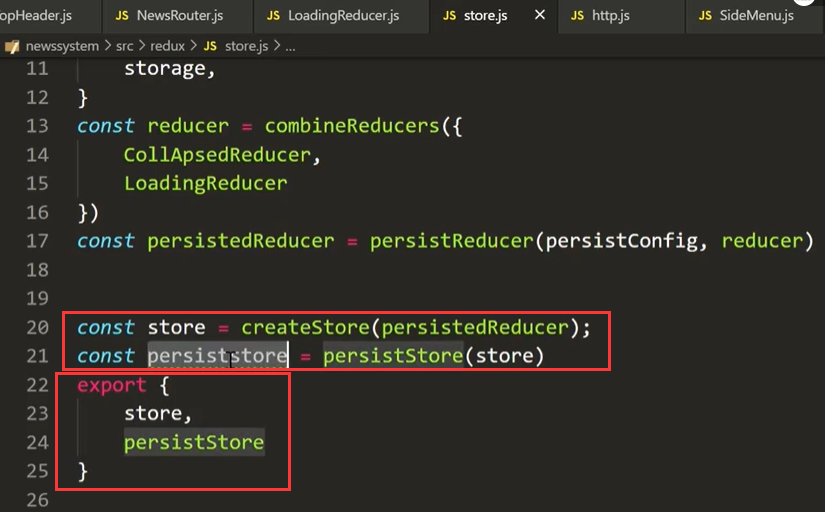 opHeader.js JS NewsRouter.js JS LoadingReducer.js JS store.js × JS http.js JS SideMenu.js
newssystem > src > redux > JS store.js > ...
11 storage,
12 }
13 const reducer = combineReducers({
14 CollApsedReducer,
15 LoadingReducer
16 })
17 const persistedReducer = persistReducer(persistConfig, reducer)
18
19
20 const store = createStore(persistedReducer);
21 const persiststore = persistStore(store)
22 export {
23 store,
24 persistStore
25 }
26